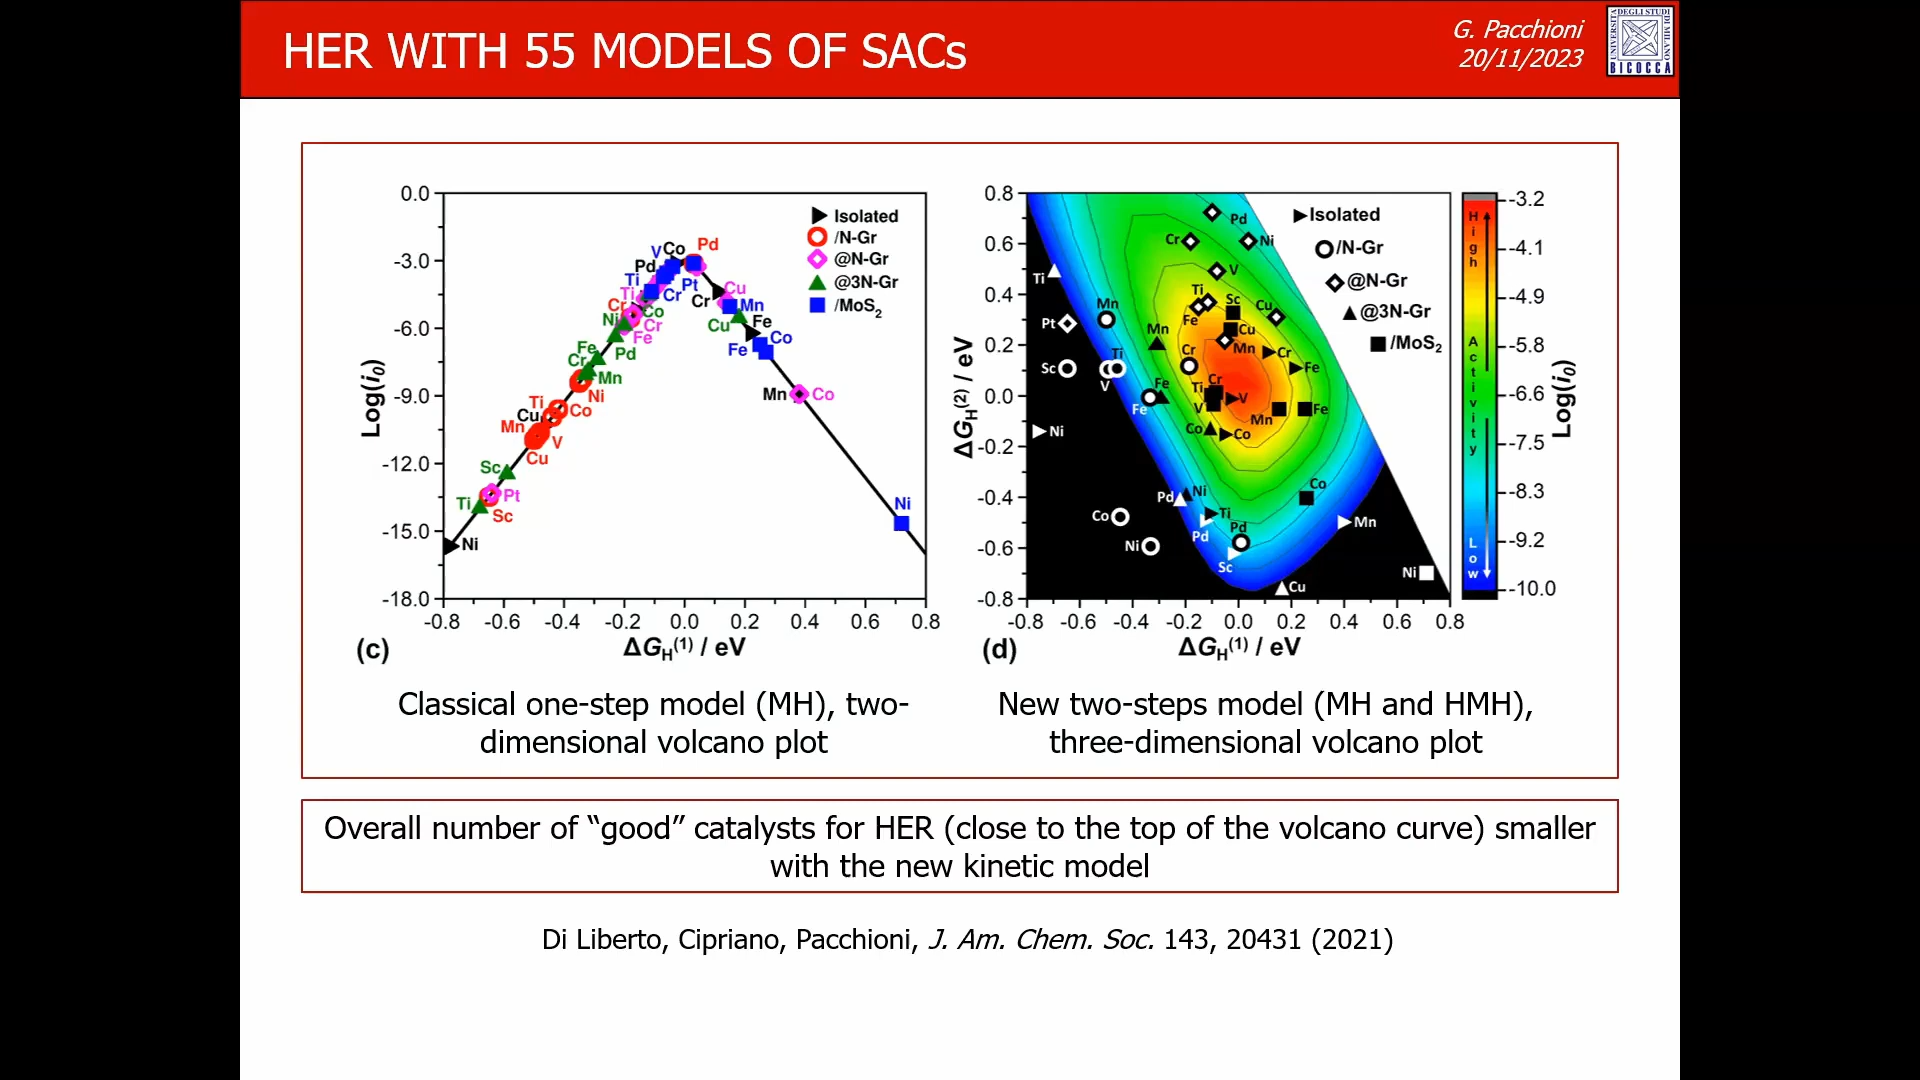 HER WITH 55 MODELS OF SACs
G. Pacchioni
20/11/2023
UNIVERSITÀ DEGLI STUDI DI MILANO
BICOCCA
0.0
-3.0
-6.0
-9.0
-12.0
-15.0
-18.0
Log(i0)
Isolated
/N-Gr
@N-Gr
@3N-Gr
/MoS2
V Co Pd
Pd
Ti Pt
Cr
Ti Cr Cu
Cr Co Mn
Ni Cr Cu Fe
Fe Fe Co
Fe Pd
Cr Mn
Ni
Ti Co
Cu
Mn V
Cu
Mn Co
Sc Pt
Ti Sc
Ni
Ni
-0.8 -0.6 -0.4 -0.2 0.0 0.2 0.4 0.6 0.8
(c)
ΔGH(1) / eV
0.8
0.6
0.4
0.2
0.0
-0.2
-0.4
-0.6
-0.8
ΔGH(2) / eV
Isolated
/N-Gr
@N-Gr
@3N-Gr
/MoS2
Pd
Cr Ni
Ti V
Mn Ti Sc Cu
Pt Fe Cu
Mn Mn
Sc Ti Cr Cr
V Fe
Fe Fe Ti Cr V
V Mn Fe
Ni Co Co
Pd Ni Co
Co Ti Mn
Pd Pd
Ni Sc
Cu Ni
-0.8 -0.6 -0.4 -0.2 0.0 0.2 0.4 0.6 0.8
(d)
ΔGH(1) / eV
High
Activity
Low
-3.2
-4.1
-4.9
-5.8
-6.6
-7.5
-8.3
-9.2
-10.0
Log(i0)
Classical one-step model (MH), two-
dimensional volcano plot
New two-steps model (MH and HMH),
three-dimensional volcano plot
Overall number of “good” catalysts for HER (close to the top of the volcano curve) smaller
with the new kinetic model
Di Liberto, Cipriano, Pacchioni, J. Am. Chem. Soc. 143, 20431 (2021)